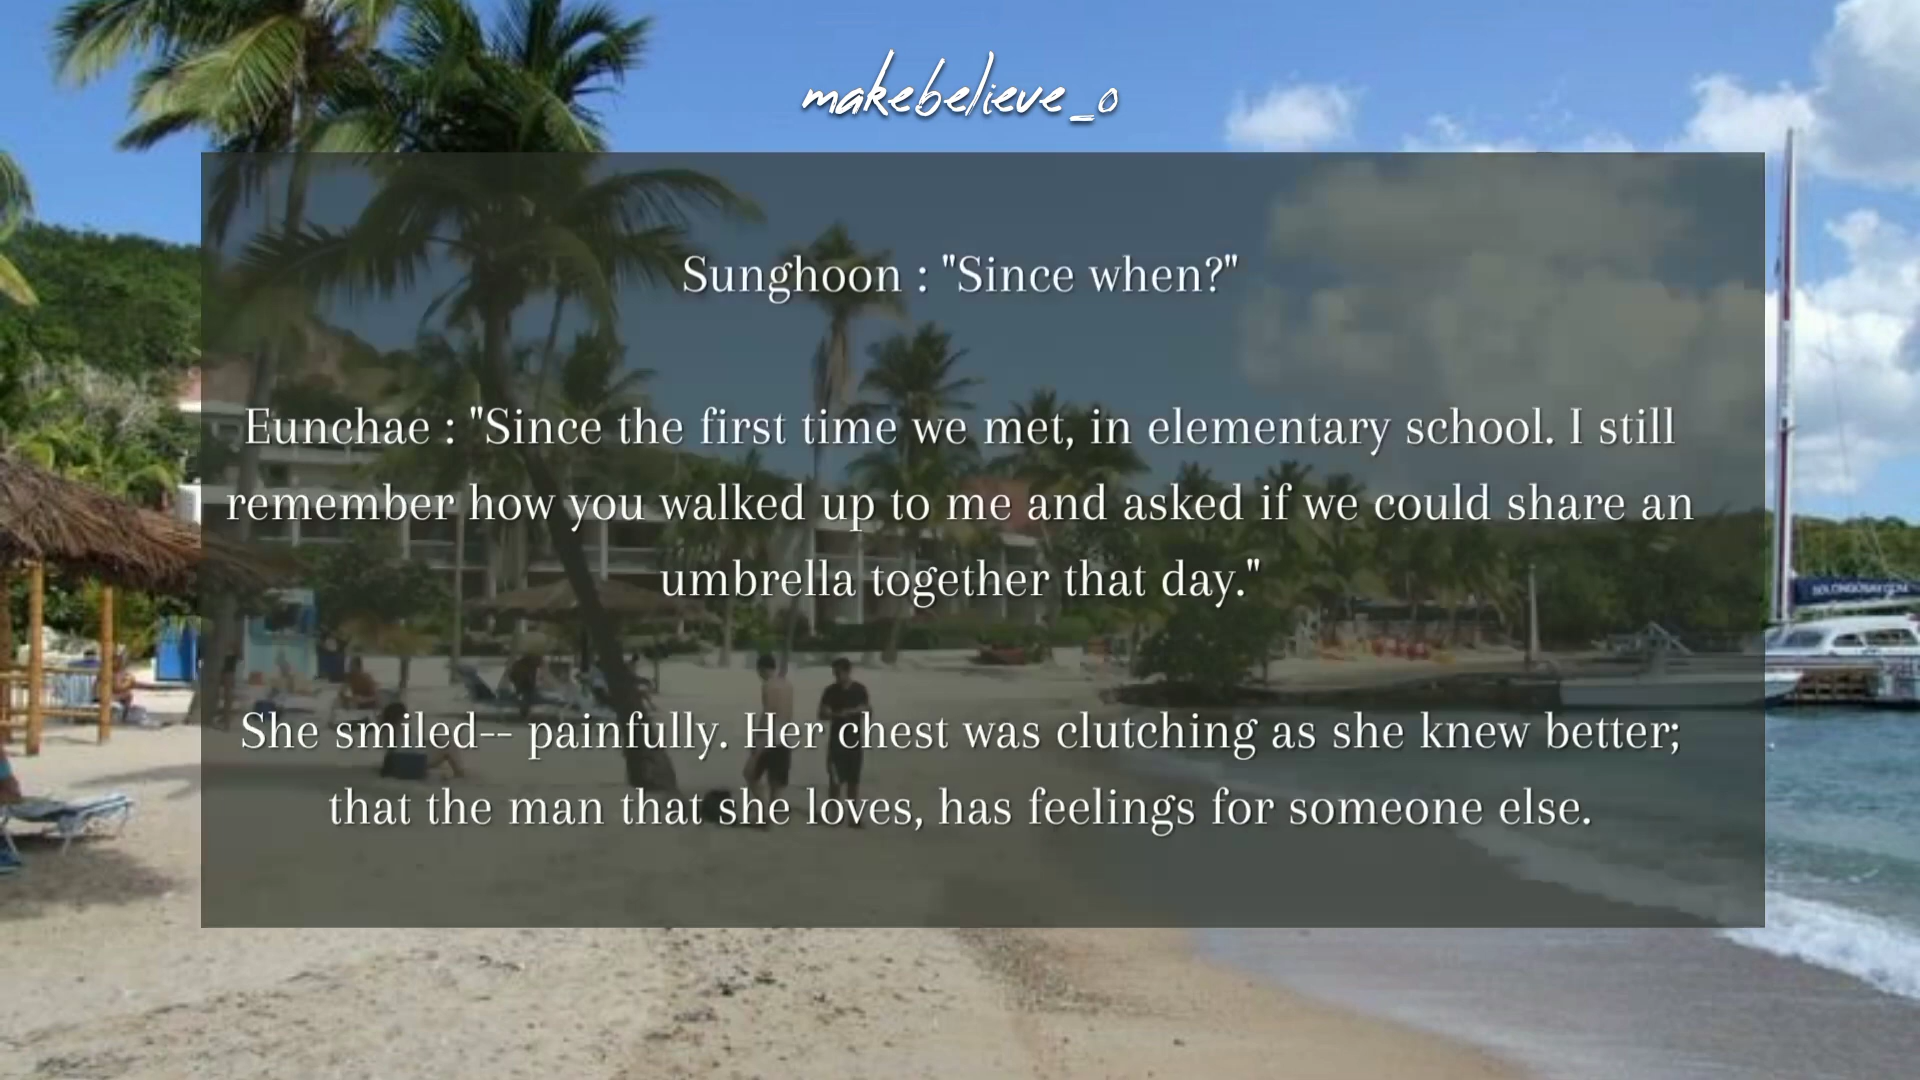 makebelieve_o
Sunghoon : "Since when?"
Eunchae : "Since the first time we met, in elementary school. I still
remember how you walked up to me and asked if we could share an
umbrella together that day."
She smiled-- painfully. Her chest was clutching as she knew better;
that the man that she loves, has feelings for someone else.